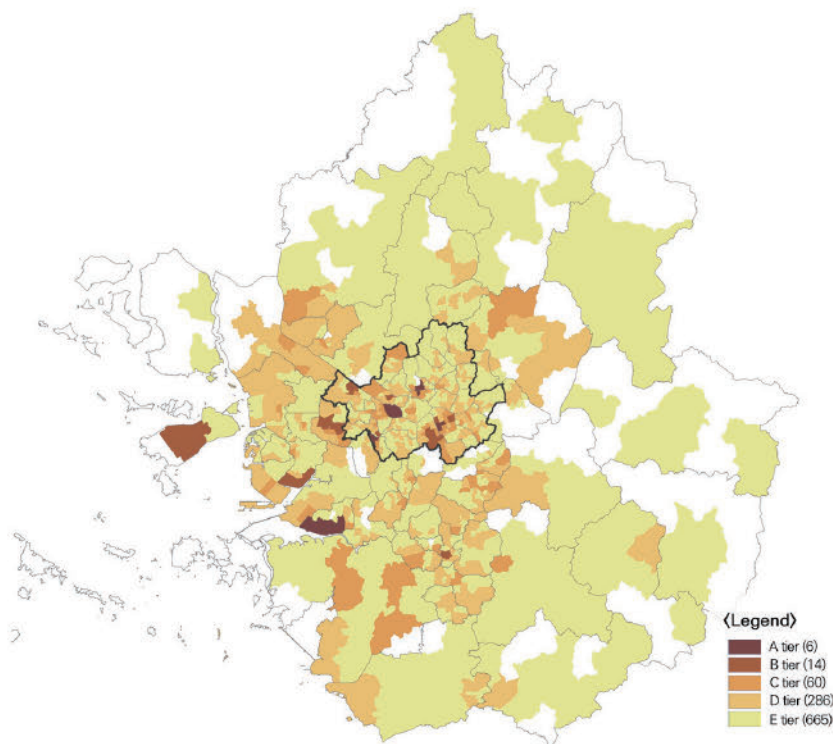 〈Legend〉
A tier (6)
B tier (14)
C tier (60)
D tier (286)
E tier (665)